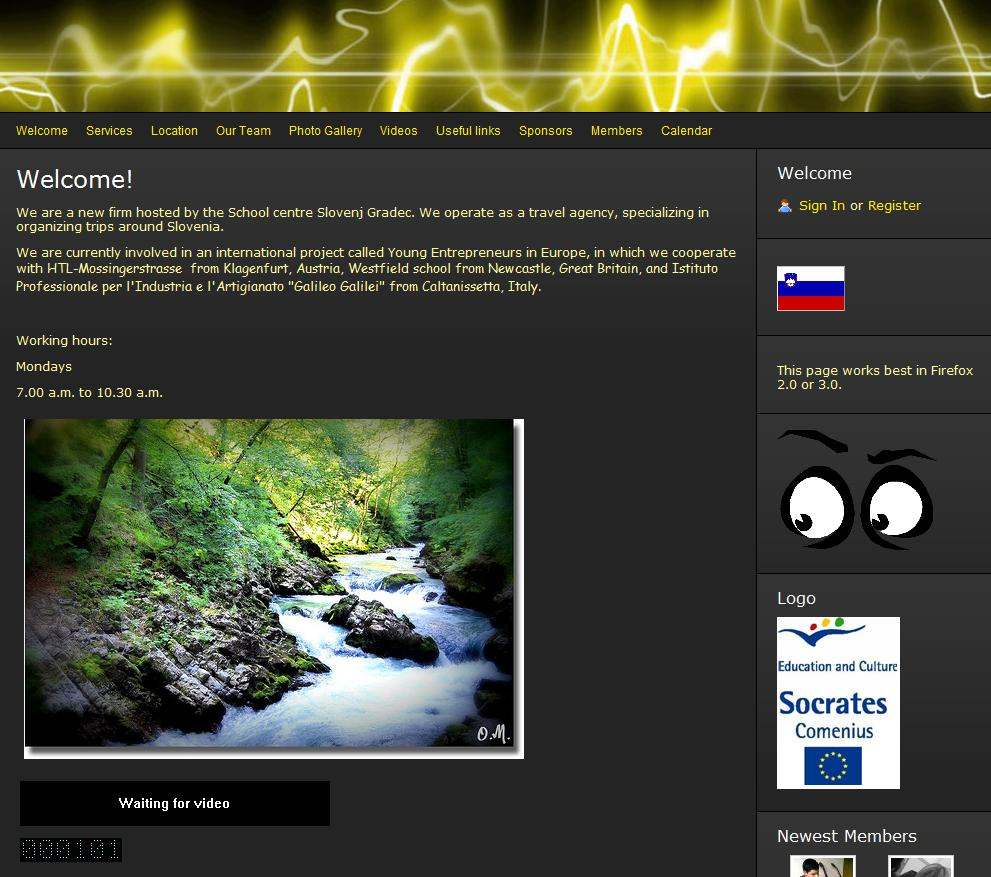 Welcome Services Location Our Team Photo Gallery Videos Useful links Sponsors Members Calendar
Welcome!
We are a new firm hosted by the School centre Slovenj Gradec. We operate as a travel agency, specializing in
organizing trips around Slovenia.
We are currently involved in an international project called Young Entrepreneurs in Europe, in which we cooperate
with HTL-Mossingerstrasse from Klagenfurt, Austria, Westfield school from Newcastle, Great Britain, and Istituto
Professionale per l'Industria e l'Artigianato "Galileo Galilei" from Caltanissetta, Italy.
Working hours:
Mondays
7.00 a.m. to 10.30 a.m.
O.M.
Waiting for video
000101
Welcome
Sign In or Register
This page works best in Firefox
2.0 or 3.0.
Logo
Education and Culture
Socrates
Comenius
Newest Members